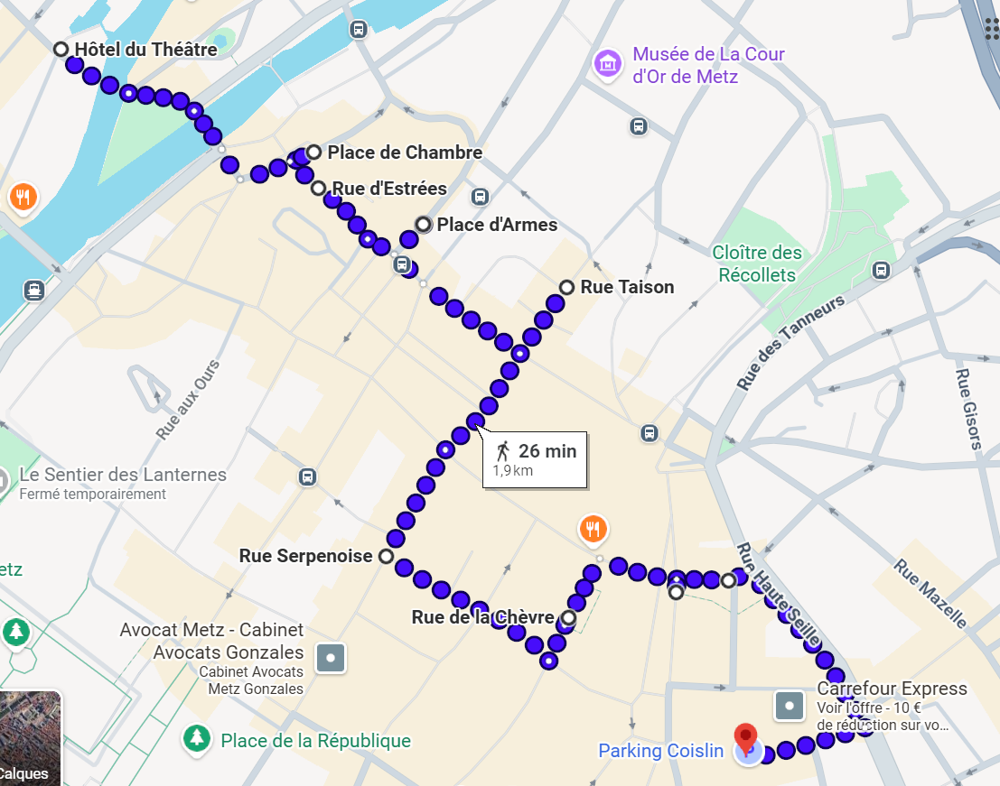 Hôtel du Théâtre
Musée de La Cour
d'Or de Metz
Place de Chambre
Rue d'Estrées
Place d'Armes
Cloître des
Récollets
Rue Taison
Rue des Tanneurs
Rue aux Ours
Rue Gisors
26 min
1,9 km
Le Sentier des Lanternes
Fermé temporairement
Rue Serpenoise
etz
Rue Haute Seille
Rue Mazelle
Rue de la Chèvre
Avocat Metz - Cabinet
Avocats Gonzales
Cabinet Avocats
Metz Gonzales
Carrefour Express
Voir l'offre - 10 €
de réduction sur vo...
Place de la République
Parking Coislin
Calques